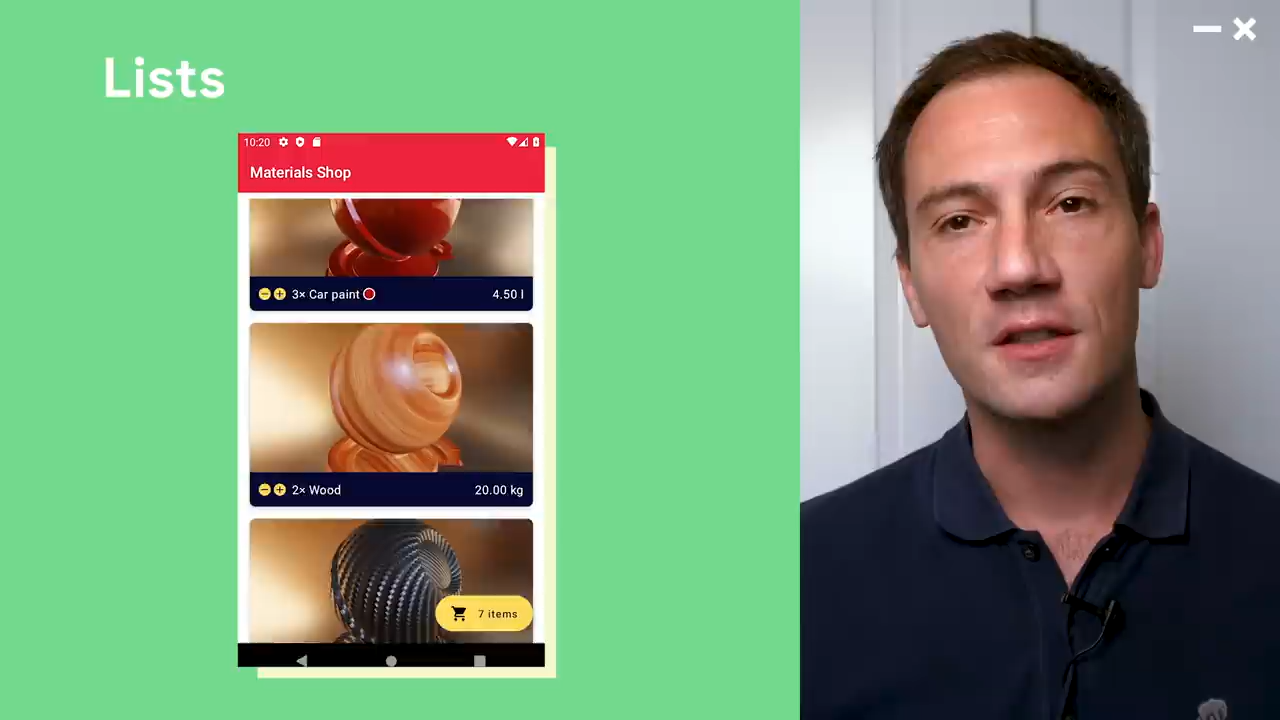 Lists
10:20
Materials Shop
3× Car paint
4.50 l
2× Wood
20.00 kg
7 items